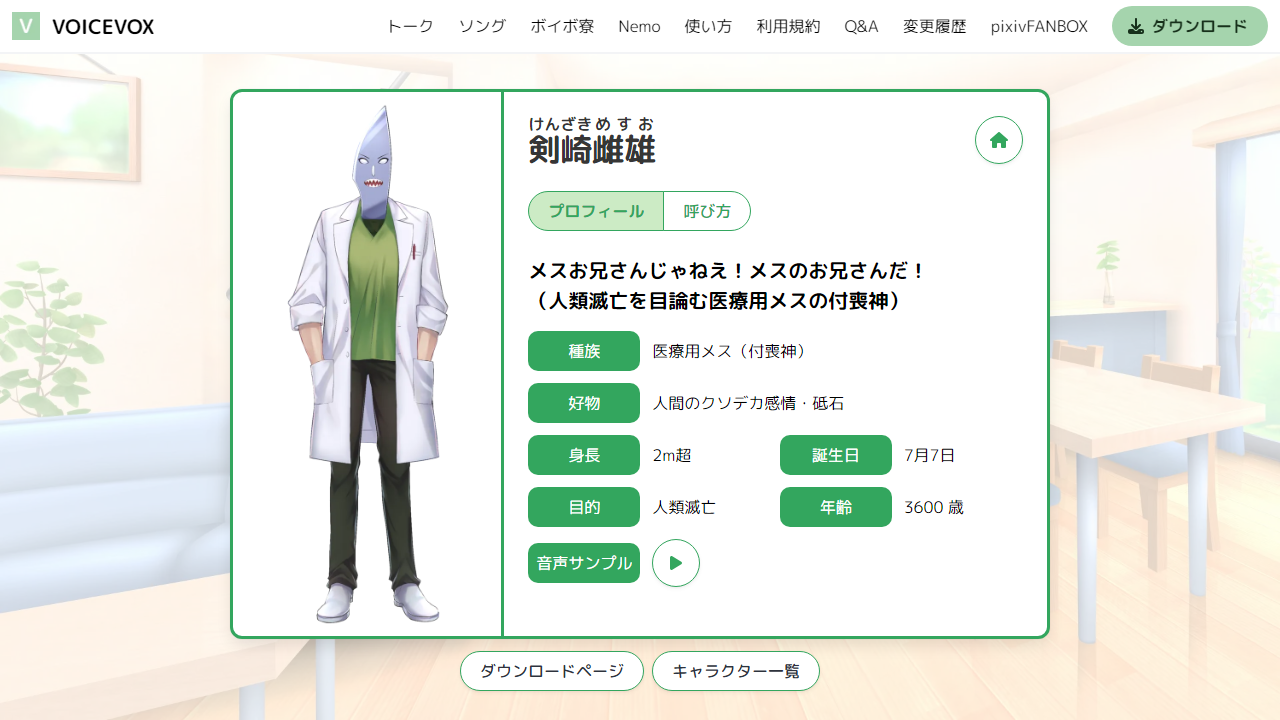 V VOICEVOX トーク ソング ボイボ寮 Nemo 使い方 利用規約 Q&A 変更履歴 pixivFANBOX ダウンロード
けんざき めすお
剣崎雌雄
プロフィール 呼び方
メスお兄さんじゃねえ！メスのお兄さんだ！
（人類滅亡を目論む医療用メスの付喪神）
種族 医療用メス（付喪神）
好物 人間のクソデカ感情・砥石
身長 2m超 誕生日 7月7日
目的 人類滅亡 年齢 3600 歳
音声サンプル
ダウンロードページ キャラクター一覧